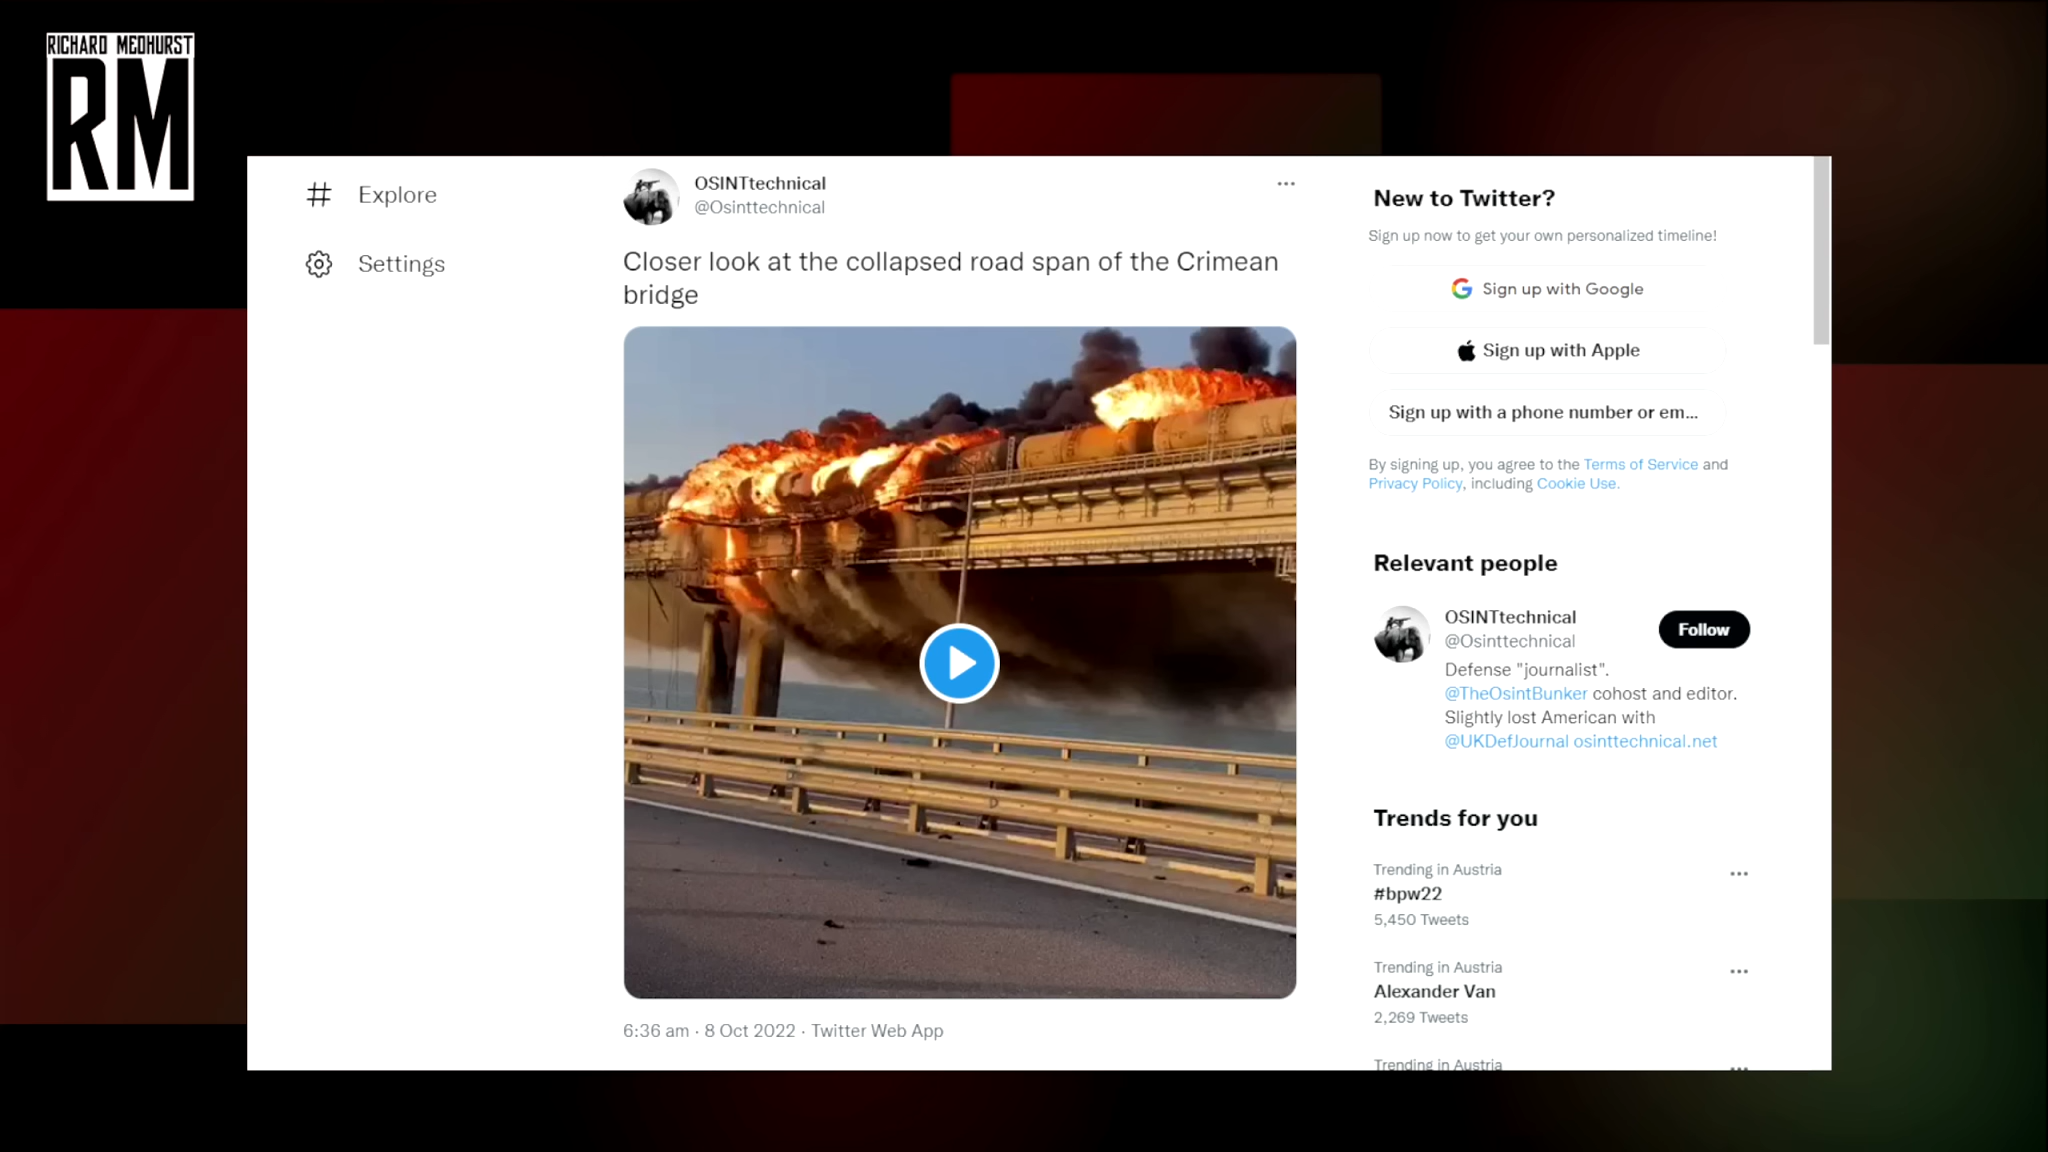 RICHARD MEDHURST
RM
Explore
Settings
OSINTtechnical
@Osinttechnical
Closer look at the collapsed road span of the Crimean
bridge
6:36 am · 8 Oct 2022 · Twitter Web App
New to Twitter?
Sign up now to get your own personalized timeline!
Sign up with Google
Sign up with Apple
Sign up with a phone number or em...
By signing up, you agree to the Terms of Service and
Privacy Policy, including Cookie Use.
Relevant people
OSINTtechnical
@Osinttechnical
Follow
Defense "journalist".
@TheOsintBunker cohost and editor.
Slightly lost American with
@UKDefJournal osinttechnical.net
Trends for you
Trending in Austria
#bpw22
5,450 Tweets
Trending in Austria
Alexander Van
2,269 Tweets
Trending in Austria